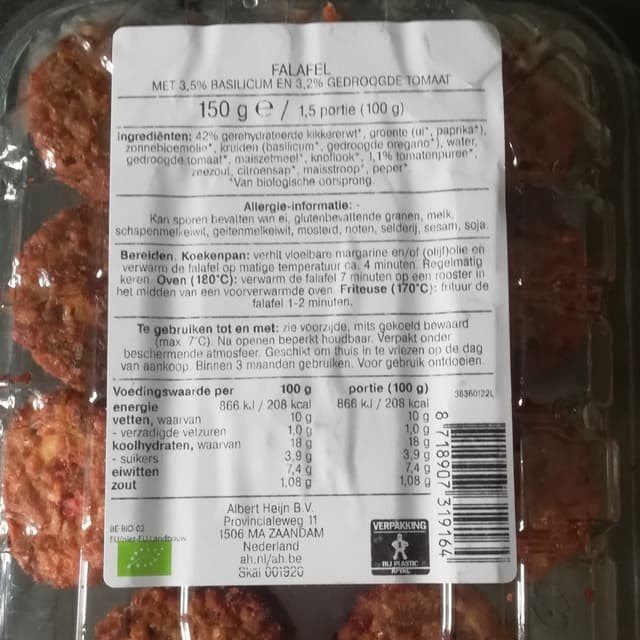 FALAFEL
MET 3,5% BASILICUM EN 3,2% GEDROOGDE TOMAAT
150 g ℮ / 1,5 portie (100 g)
Ingrediënten: 42% gerehydrateerde kikkererwt*, groente (ui*, paprika*),
zonnebloemolie*, kruiden (basilicum*, gedroogde oregano*), water,
gedroogde tomaat*, maiszetmeel*, knoflook*, 1,1% tomatenpuree*,
zeezout, citroensap*, maisstroop*, peper*
*Van biologische oorsprong.
Allergie-informatie: -
Kan sporen bevatten van ei, glutenbevattende granen, melk,
schapenmelkeiwit, geitenmelkeiwit, mosterd, noten, selderij, sesam, soja.
Bereiden. Koekenpan: verhit vloeibare margarine en/of (olijf)olie en
verwarm de falafel op matige temperatuur ca. 4 minuten. Regelmatig
keren. Oven (180°C): verwarm de falafel 7 minuten op een rooster in
het midden van een voorverwarmde oven. Friteuse (170°C): frituur de
falafel 1-2 minuten.
Te gebruiken tot en met: zie voorzijde, mits gekoeld bewaard
(max. 7°C). Na openen beperkt houdbaar. Verpakt onder
beschermende atmosfeer. Geschikt om thuis in te vriezen op de dag
van aankoop. Binnen 3 maanden gebruiken. Voor gebruik ontdooien.
Voedingswaarde per 100 g portie (100 g)
energie 866 kJ / 208 kcal 866 kJ / 208 kcal
vetten, waarvan 10 g 10 g
- verzadigde vetzuren 1,0 g 1,0 g
koolhydraten, waarvan 18 g 18 g
- suikers 3,9 g 3,9 g
eiwitten 7,4 g 7,4 g
zout 1,08 g 1,08 g
38360122L
8 718907 319164
Albert Heijn B.V.
Provincialeweg 11
1506 MA ZAANDAM
Nederland
ah.nl/ah.be
Skal 001920
BE-BIO-02
EU/niet-EU Landbouw
VERPAKKING
BIJ PLASTIC
AFVAL